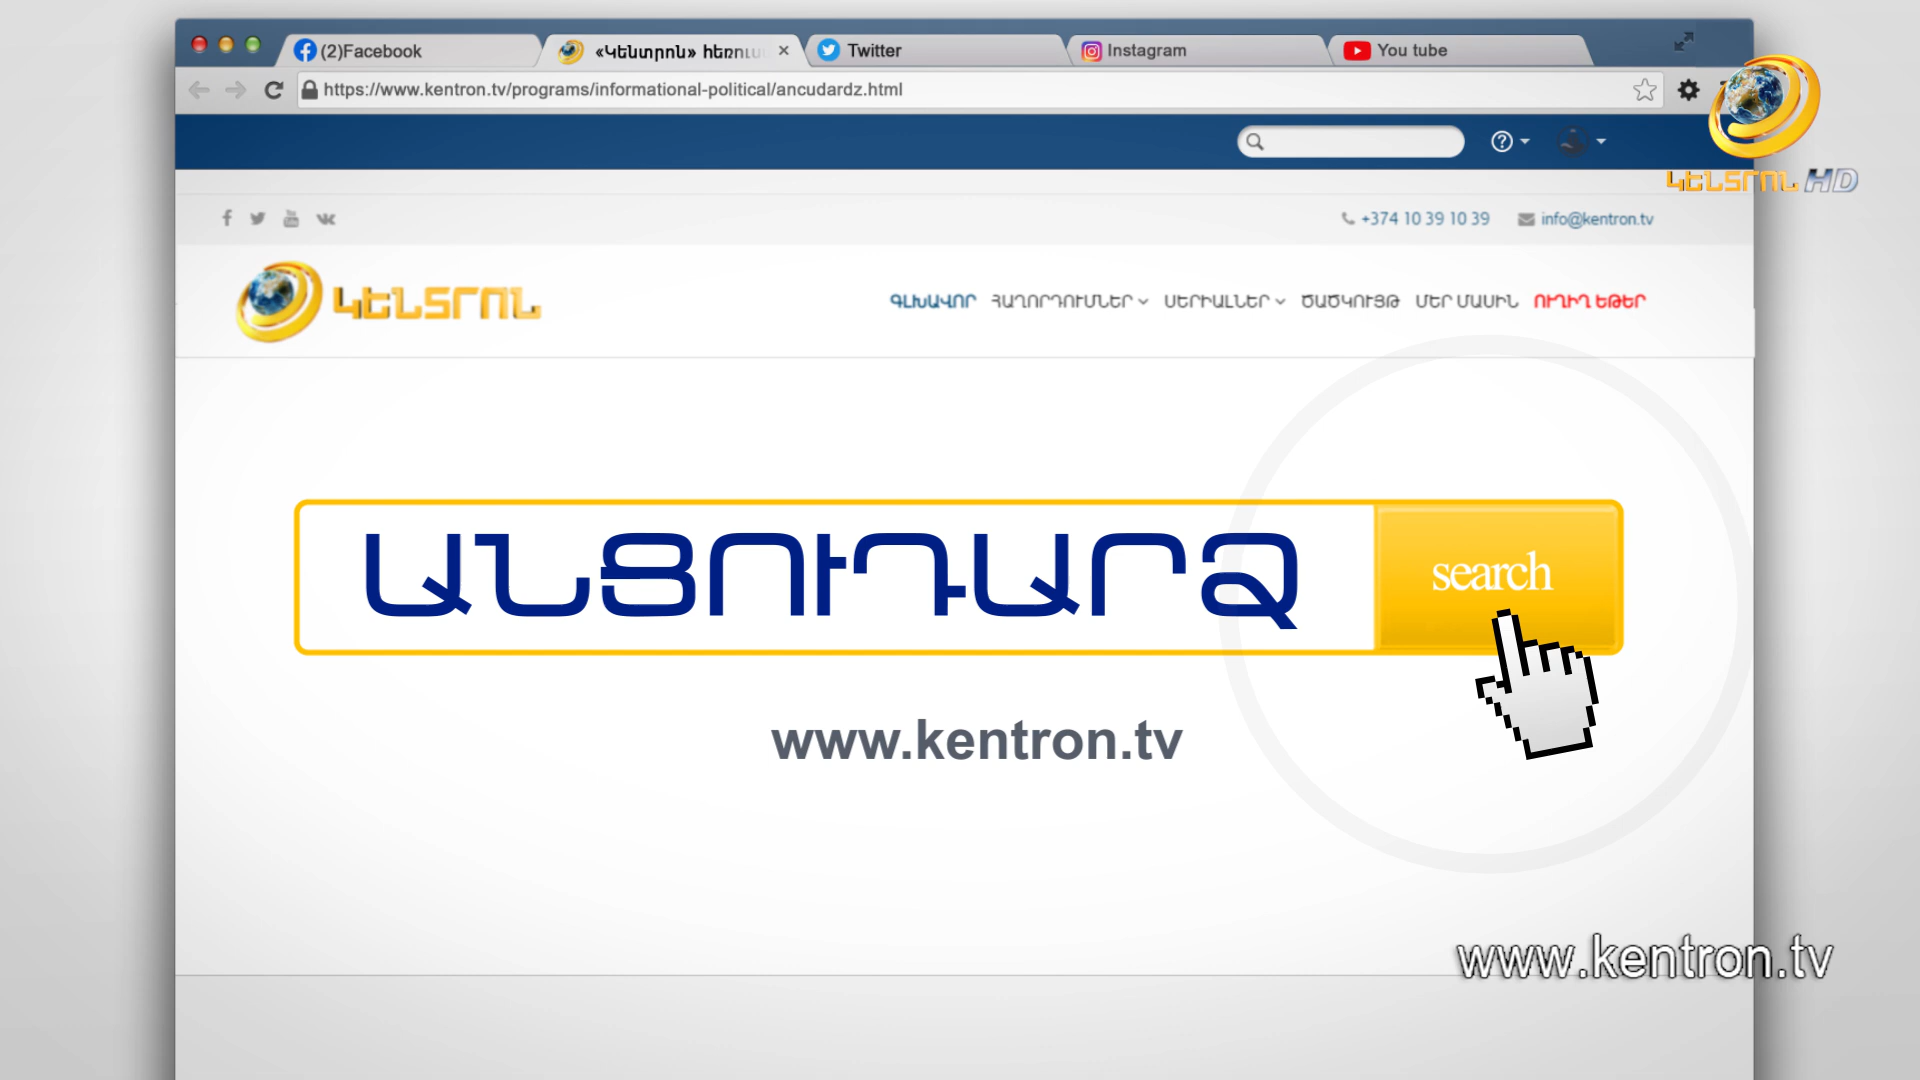 (2)Facebook
«Կենտրոն» հեռուս
Twitter
Instagram
You tube
https://www.kentron.tv/programs/informational-political/ancudardz.html
ԿԵՆՏՐՈՆ HD
+374 10 39 10 39
info@kentron.tv
ԿԵՆՏՐՈՆ
ԳԼԽԱՎՈՐ
ՀԱՂՈՐԴՈՒՄՆԵՐ
ՍԵՐԻԱԼՆԵՐ
ԾԱԾԿՈՒՅԹ
ՄԵՐ ՄԱՍԻՆ
ՈՒՂԻՂ ԵԹԵՐ
ԱՆՑՈՒԴԱՐՁ
search
www.kentron.tv
www.kentron.tv